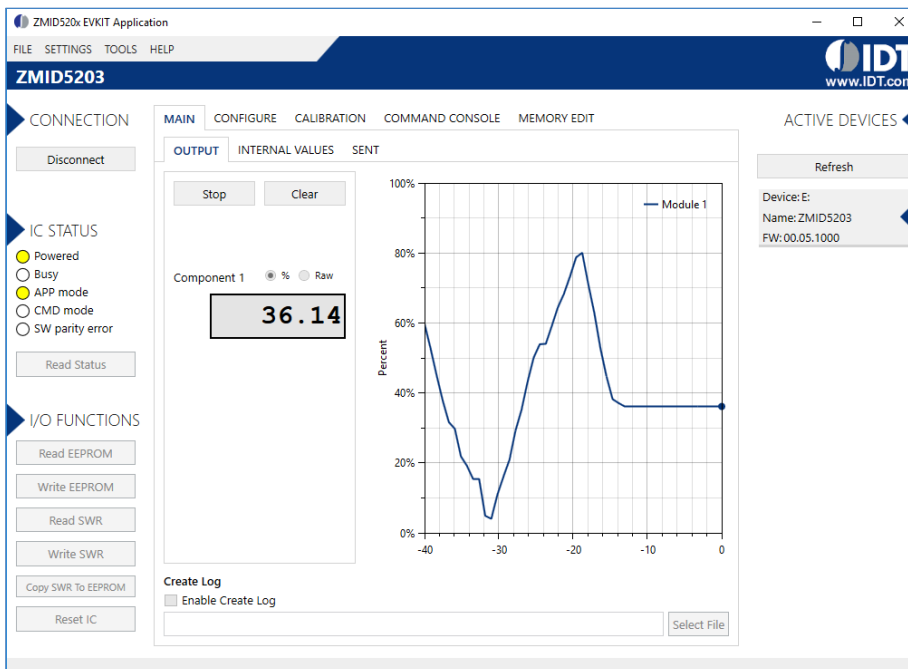 ZMID520x EVKIT Application
FILE SETTINGS TOOLS HELP
ZMID5203
IDT
www.IDT.com
CONNECTION
Disconnect
IC STATUS
Powered
Busy
APP mode
CMD mode
SW parity error
Read Status
I/O FUNCTIONS
Read EEPROM
Write EEPROM
Read SWR
Write SWR
Copy SWR To EEPROM
Reset IC
MAIN CONFIGURE CALIBRATION COMMAND CONSOLE MEMORY EDIT
OUTPUT INTERNAL VALUES SENT
Stop Clear
Component 1 % Raw
36.14
Percent
100%
80%
60%
40%
20%
0%
-40 -30 -20 -10 0
Module 1
Create Log
Enable Create Log
Select File
ACTIVE DEVICES
Refresh
Device: E:
Name: ZMID5203
FW: 00.05.1000